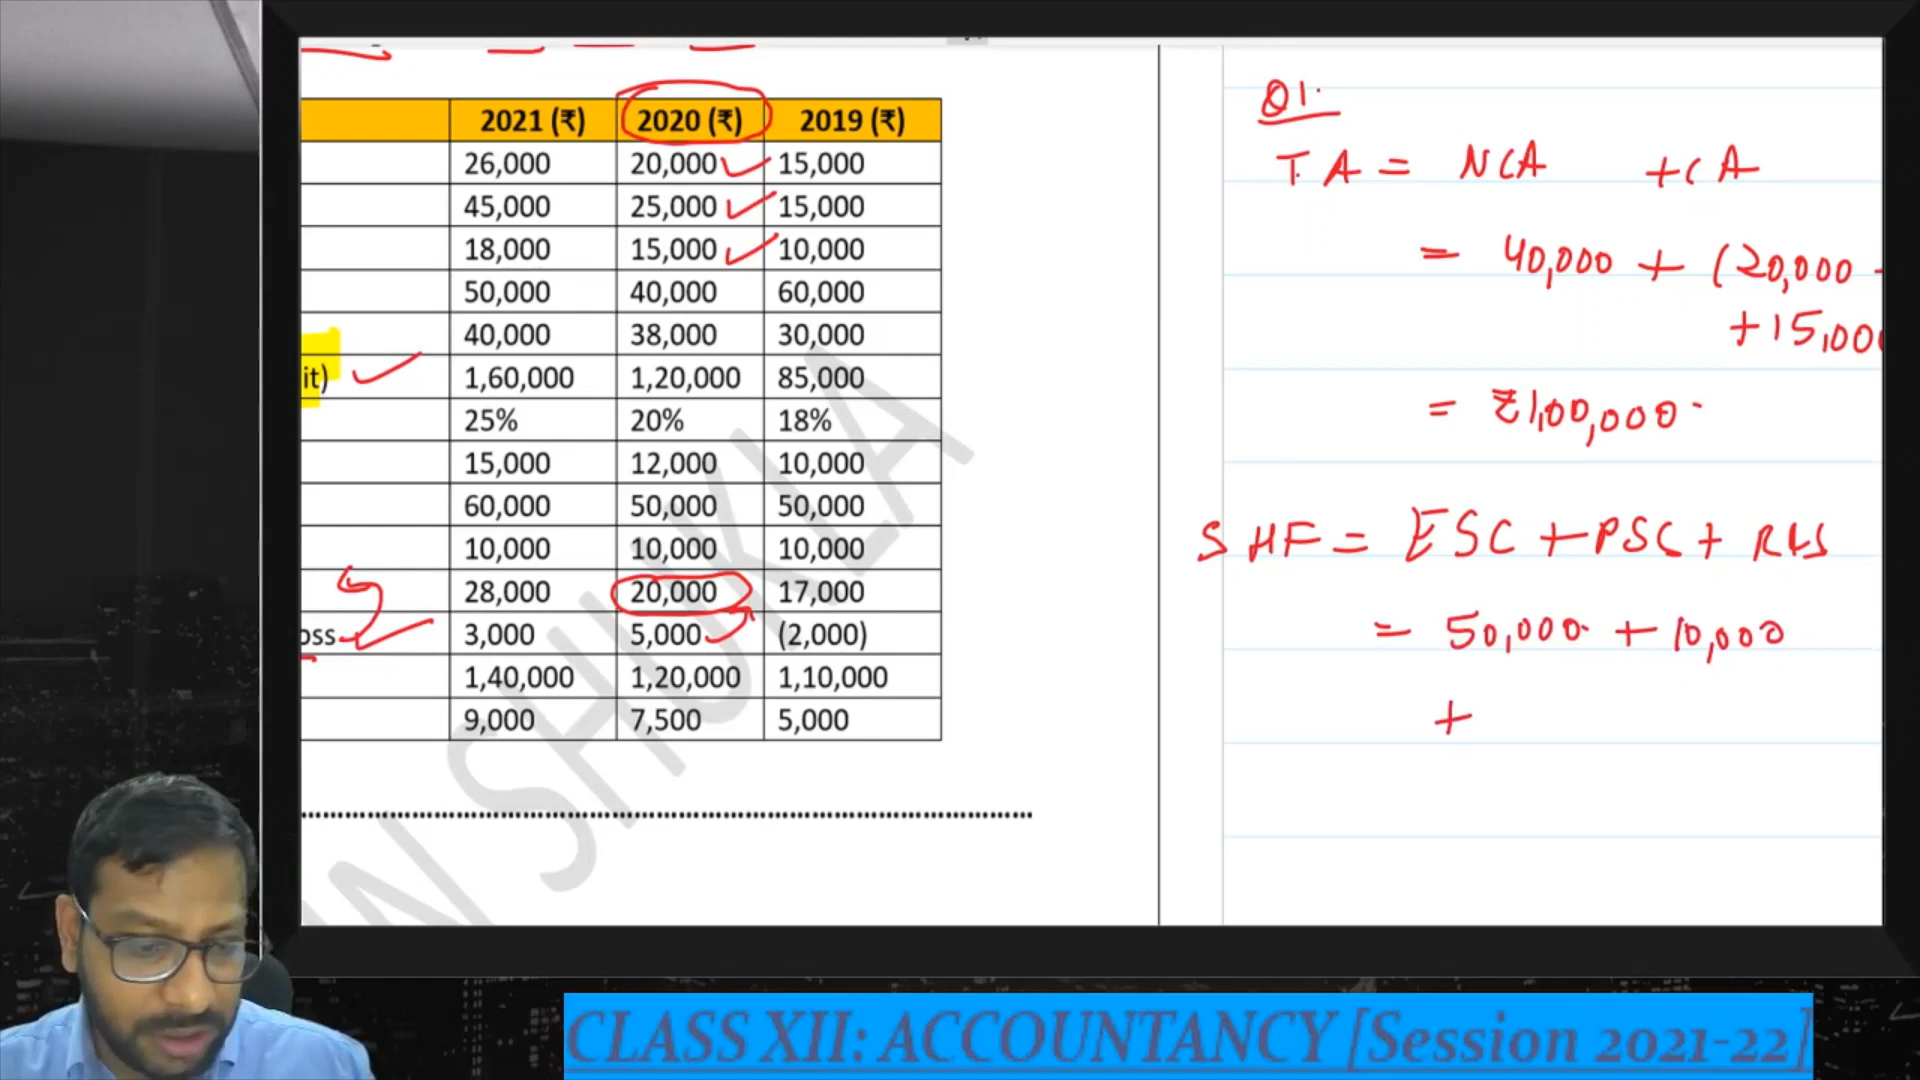 2021 (₹) 2020 (₹) 2019 (₹)
26,000 20,000 15,000
45,000 25,000 15,000
18,000 15,000 10,000
50,000 40,000 60,000
40,000 38,000 30,000
it) 1,60,000 1,20,000 85,000
25% 20% 18%
15,000 12,000 10,000
60,000 50,000 50,000
10,000 10,000 10,000
28,000 20,000 17,000
oss 3,000 5,000 (2,000)
1,40,000 1,20,000 1,10,000
9,000 7,500 5,000
N SHUKLA
Q1.
T.A = NCA + CA
= 40,000 + (20,000 -
+15,000
= ₹1,00,000.
SHF = ESC + PSC + R&S
= 50,000 + 10,000
+
CLASS XII: ACCOUNTANCY [Session 2021-22]